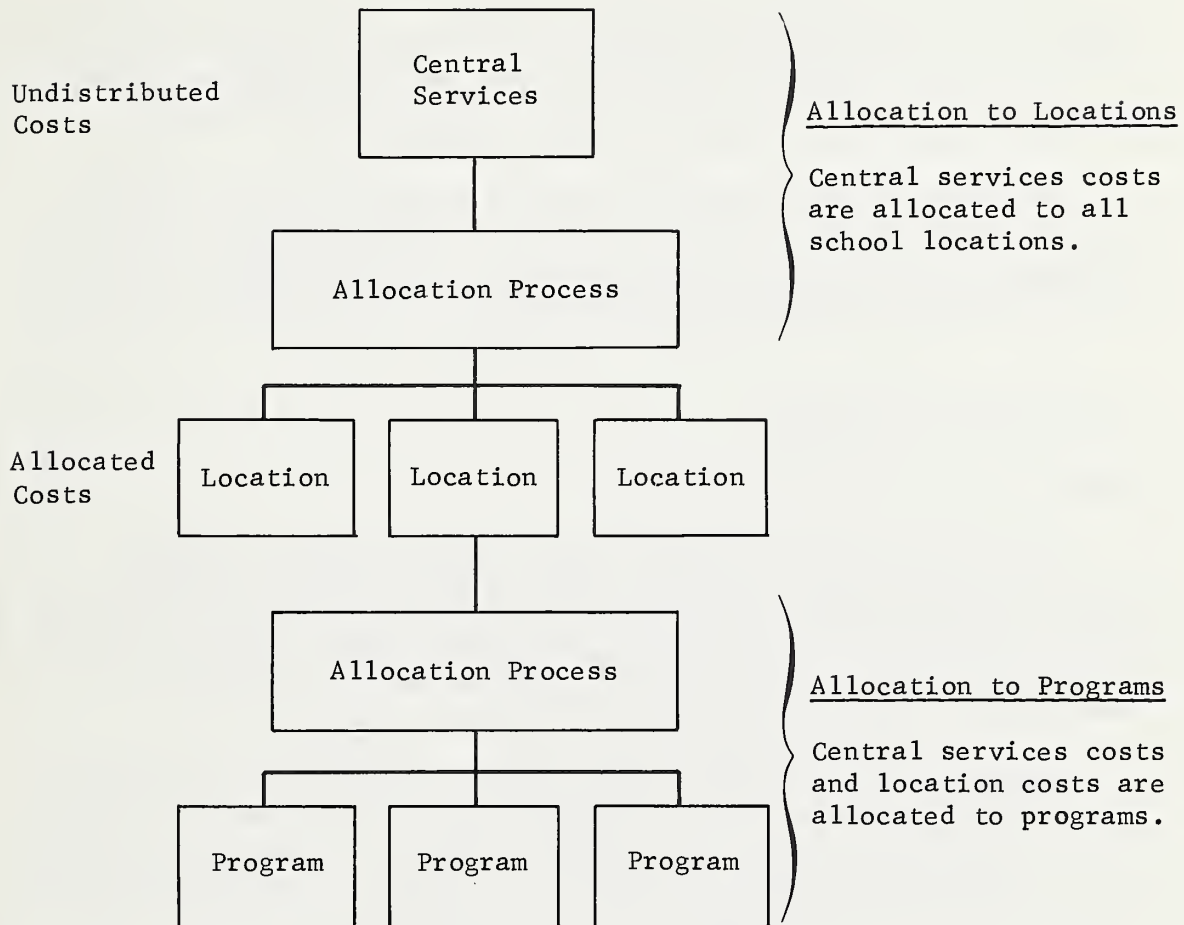 Undistributed
Costs
Central
Services
Allocation to Locations
Central services costs
are allocated to all
school locations.
Allocation Process
Allocated
Costs
Location
Location
Location
Allocation Process
Allocation to Programs
Central services costs
and location costs are
allocated to programs.
Program
Program
Program